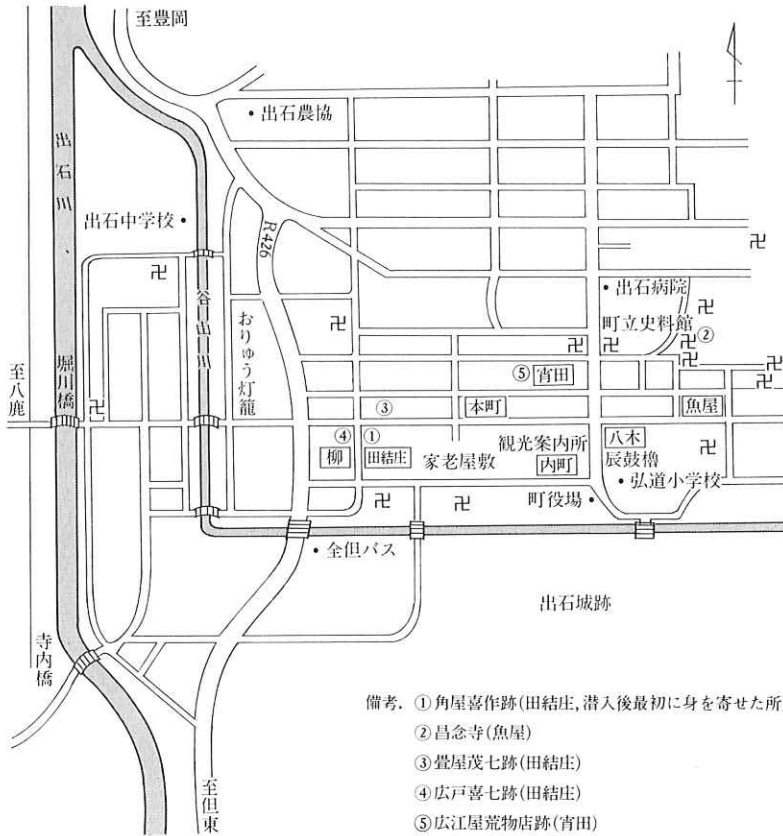 至豊岡
・出石農協
出石川
出石中学校・
R426
谷山川
おりゅう灯籠
・出石病院
町立史料館
②
至八鹿
堀川橋
⑤ 宵田
③
本町
魚屋
④
①
柳
田結庄
家老屋敷
観光案内所
内町
八木
辰鼓櫓
・弘道小学校
町役場・
・全但バス
出石城跡
寺内橋
至但東
備考. ①角屋喜作跡(田結庄, 潜入後最初に身を寄せた所
②昌念寺(魚屋)
③畳屋茂七跡(田結庄)
④広戸喜七跡(田結庄)
⑤広江屋荒物店跡(宵田)